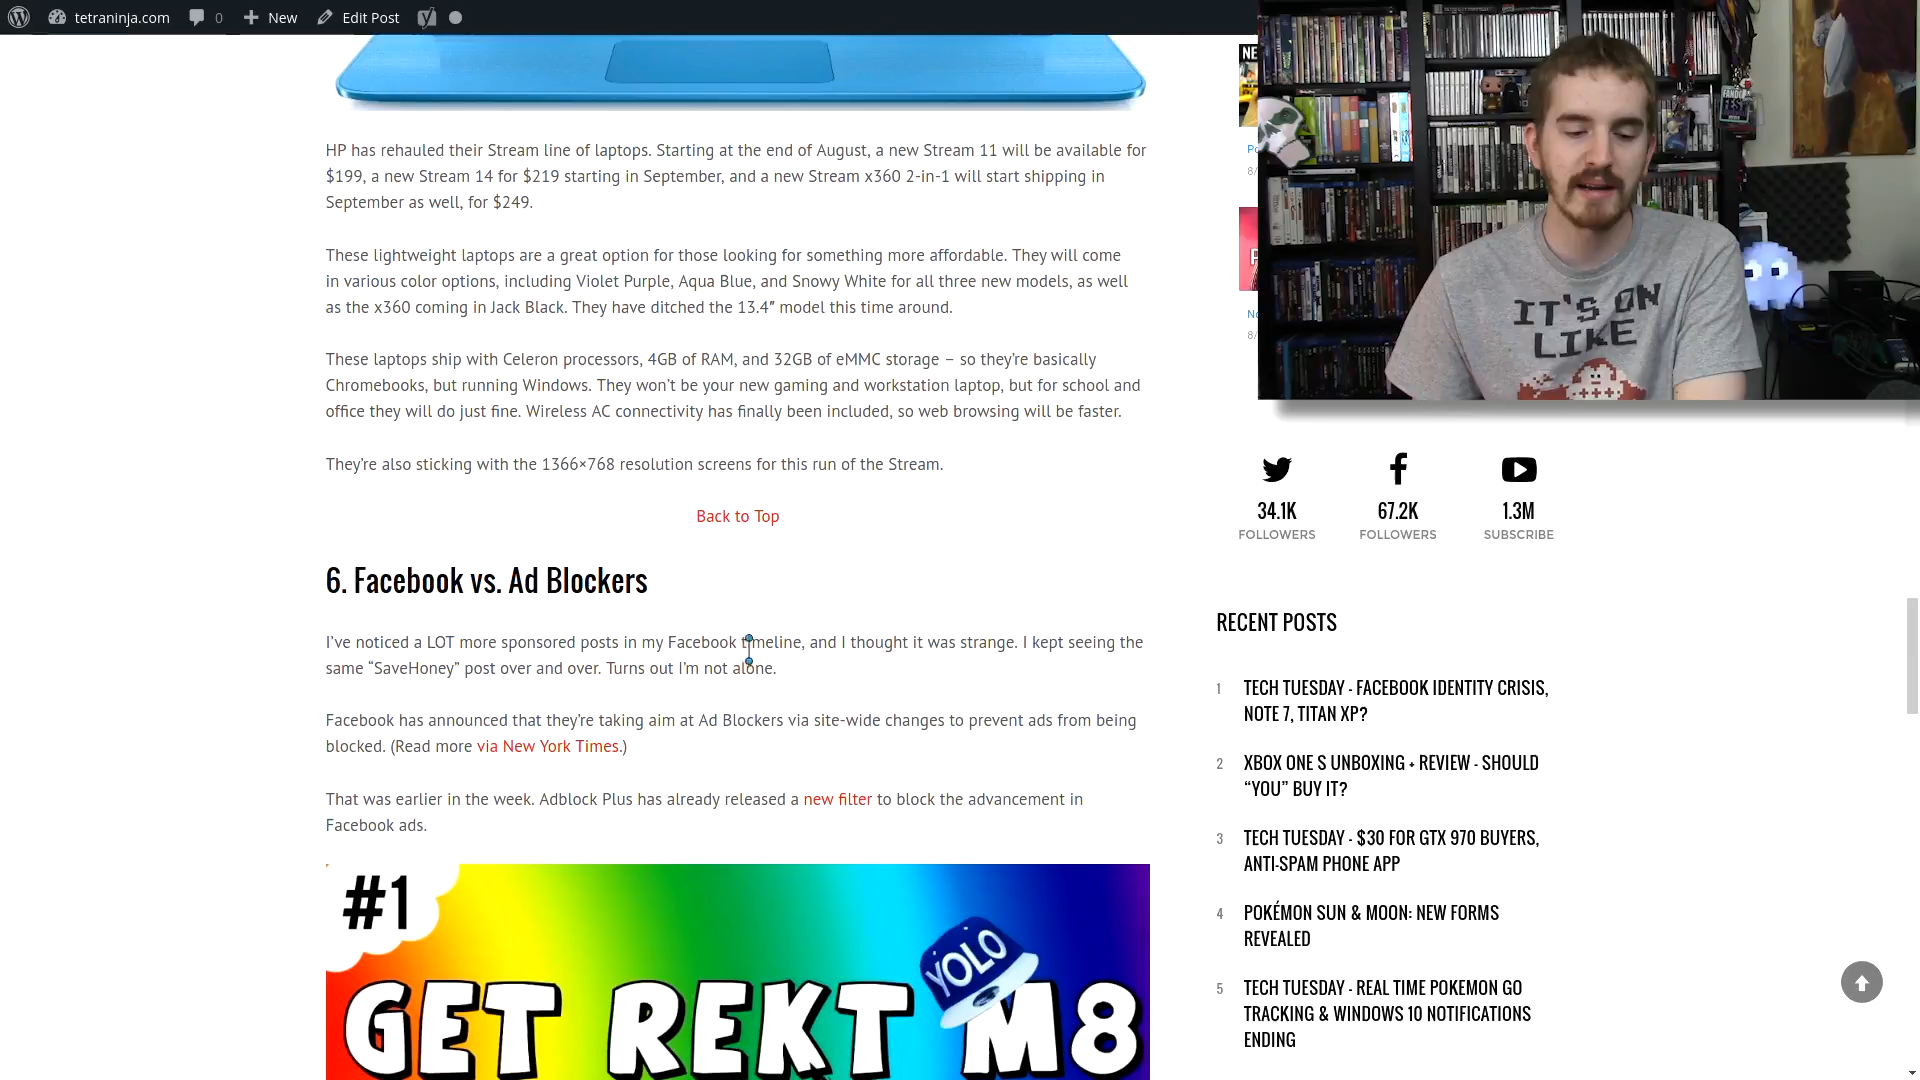 tetraninja.com
0
New
Edit Post
HP has rehauled their Stream line of laptops. Starting at the end of August, a new Stream 11 will be available for
$199, a new Stream 14 for $219 starting in September, and a new Stream x360 2-in-1 will start shipping in
September as well, for $249.
These lightweight laptops are a great option for those looking for something more affordable. They will come
in various color options, including Violet Purple, Aqua Blue, and Snowy White for all three new models, as well
as the x360 coming in Jack Black. They have ditched the 13.4″ model this time around.
These laptops ship with Celeron processors, 4GB of RAM, and 32GB of eMMC storage – so they’re basically
Chromebooks, but running Windows. They won’t be your new gaming and workstation laptop, but for school and
office they will do just fine. Wireless AC connectivity has finally been included, so web browsing will be faster.
They’re also sticking with the 1366×768 resolution screens for this run of the Stream.
Back to Top
6. Facebook vs. Ad Blockers
I’ve noticed a LOT more sponsored posts in my Facebook timeline, and I thought it was strange. I kept seeing the
same “SaveHoney” post over and over. Turns out I’m not alone.
Facebook has announced that they’re taking aim at Ad Blockers via site-wide changes to prevent ads from being
blocked. (Read more via New York Times.)
That was earlier in the week. Adblock Plus has already released a new filter to block the advancement in
Facebook ads.
#1
YOLO
GET REKT M8
NE
Po
8/
P
No
8/
IT'S ON
LIKE
34.1K
FOLLOWERS
67.2K
FOLLOWERS
1.3M
SUBSCRIBE
RECENT POSTS
1 TECH TUESDAY - FACEBOOK IDENTITY CRISIS,
NOTE 7, TITAN XP?
2 XBOX ONE S UNBOXING + REVIEW - SHOULD
“YOU” BUY IT?
3 TECH TUESDAY - $30 FOR GTX 970 BUYERS,
ANTI-SPAM PHONE APP
4 POKÉMON SUN & MOON: NEW FORMS
REVEALED
5 TECH TUESDAY - REAL TIME POKEMON GO
TRACKING & WINDOWS 10 NOTIFICATIONS
ENDING